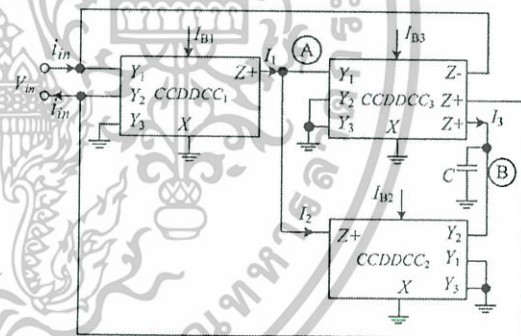 I_B1 I_B3
i_in I_1 A
Y_1 Z+ Y_1 Z-
V_in Y_2 CCDDCC_1 Y_2 CCDDCC_3 Z+
i_in Y_3 X Y_3 X Z+ I_3
C B
I_B2
I_2 Z+ Y_2
CCDDCC_2 Y_1
X Y_3